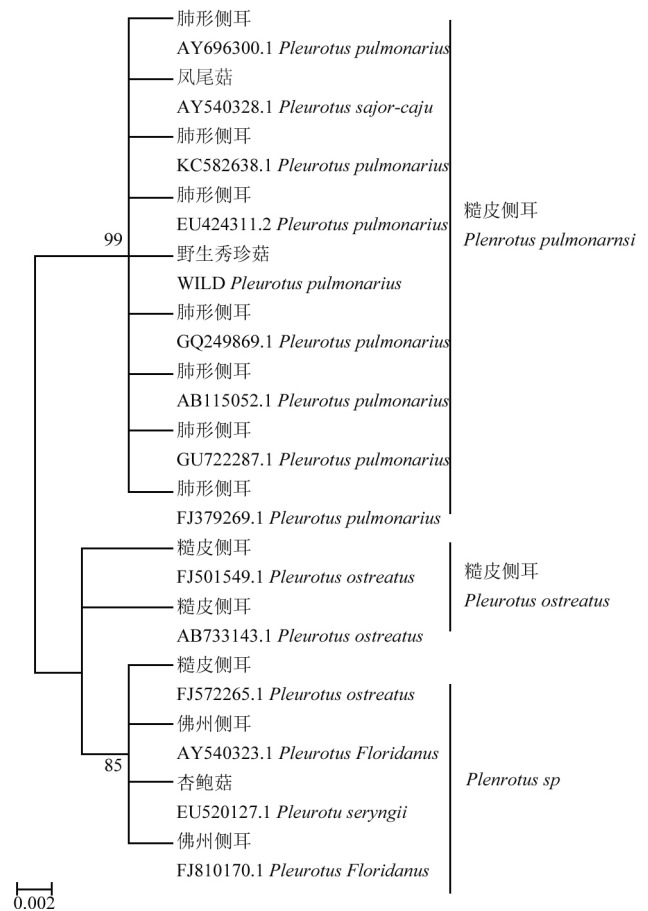 肺形侧耳
AY696300.1 Pleurotus pulmonarius
凤尾菇
AY540328.1 Pleurotus sajor-caju
肺形侧耳
KC582638.1 Pleurotus pulmonarius
肺形侧耳
EU424311.2 Pleurotus pulmonarius
99
野生秀珍菇
WILD Pleurotus pulmonarius
肺形侧耳
GQ249869.1 Pleurotus pulmonarius
肺形侧耳
AB115052.1 Pleurotus pulmonarius
肺形侧耳
GU722287.1 Pleurotus pulmonarius
肺形侧耳
FJ379269.1 Pleurotus pulmonarius
糙皮侧耳
Plenrotus pulmonarnsi
糙皮侧耳
FJ501549.1 Pleurotus ostreatus
糙皮侧耳
AB733143.1 Pleurotus ostreatus
糙皮侧耳
Pleurotus ostreatus
糙皮侧耳
FJ572265.1 Pleurotus ostreatus
佛州侧耳
AY540323.1 Pleurotus Floridanus
85
杏鲍菇
EU520127.1 Pleurotu seryngii
佛州侧耳
FJ810170.1 Pleurotus Floridanus
Plenrotus sp
0.002